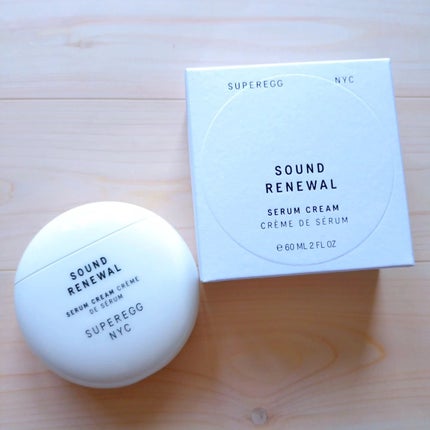 SUPEREGG NYC
SOUND
RENEWAL
SERUM CREAM
CRÈME DE SÉRUM
℮ 60 ML 2 FL OZ
SOUND
RENEWAL
SERUM CREAM CRÈME
DE SÉRUM
SUPEREGG
NYC